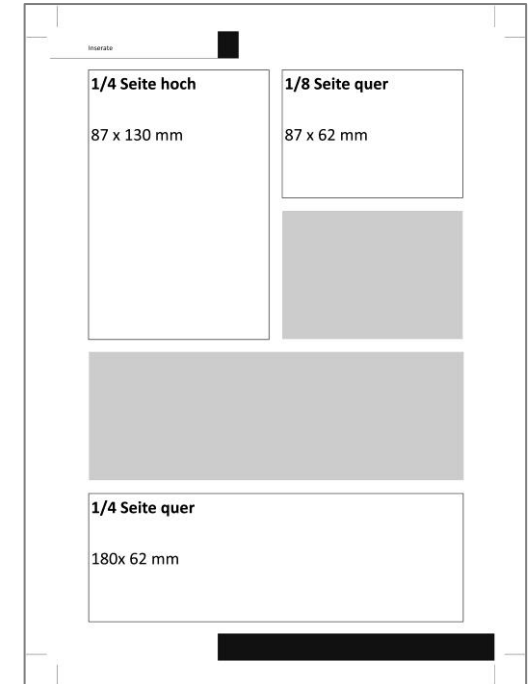 Inserate
1/4 Seite hoch
87 x 130 mm
1/8 Seite quer
87 x 62 mm
1/4 Seite quer
180x 62 mm